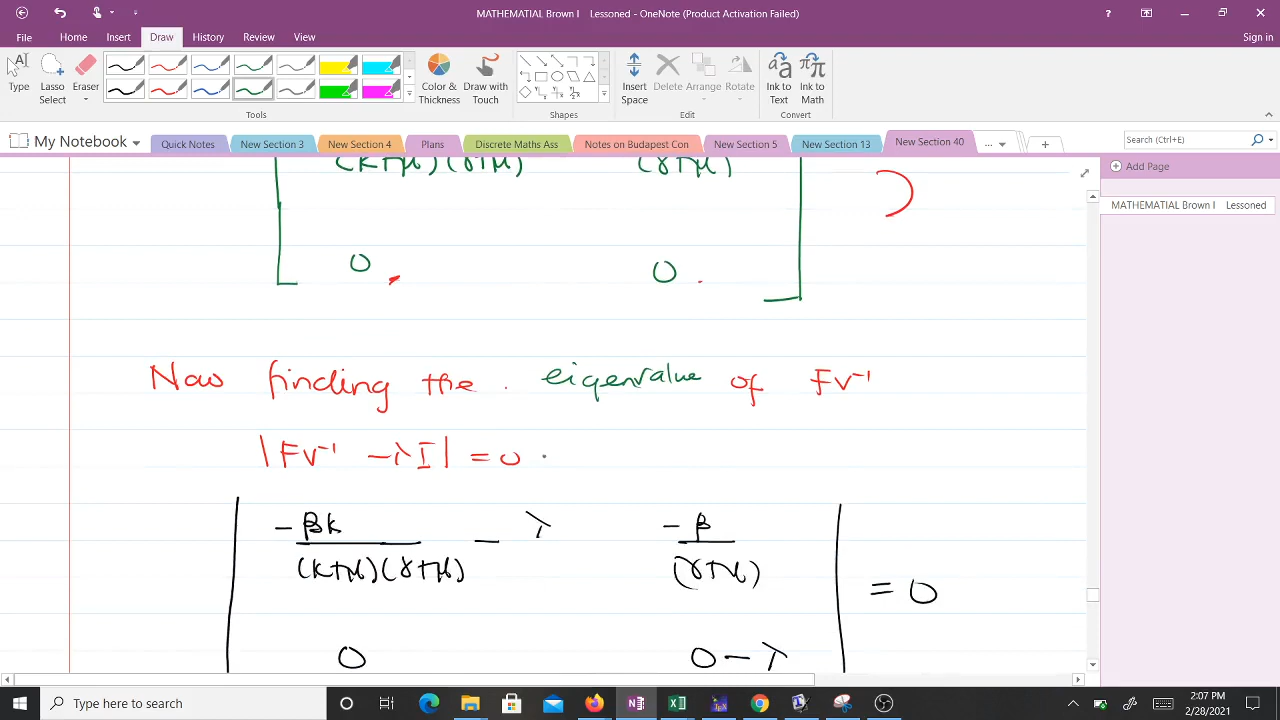 MATHEMATIAL Brown I Lessoned - OneNote (Product Activation Failed)
File Home Insert Draw History Review View
Sign in
Type
Lasso Select
Eraser
Color & Thickness
Draw with Touch
Insert Space
Delete
Arrange
Rotate
Ink to Text
Ink to Math
Tools
Shapes
Edit
Convert
My Notebook
Quick Notes
New Section 3
New Section 4
Plans
Discrete Maths Ass
Notes on Budapest Con
New Section 5
New Section 13
New Section 40
Search (Ctrl+E)
Add Page
MATHEMATIAL Brown I Lessoned
(k+μ)(γ+μ) (γ+μ)
0 0
Now finding the . eigenvalue of FV⁻¹
|FV⁻¹ -λI| = 0
-βk - λ -β
(k+μ)(γ+μ) (γ+μ)
= 0
0 0-λ
Type here to search
2:07 PM
2/28/2021